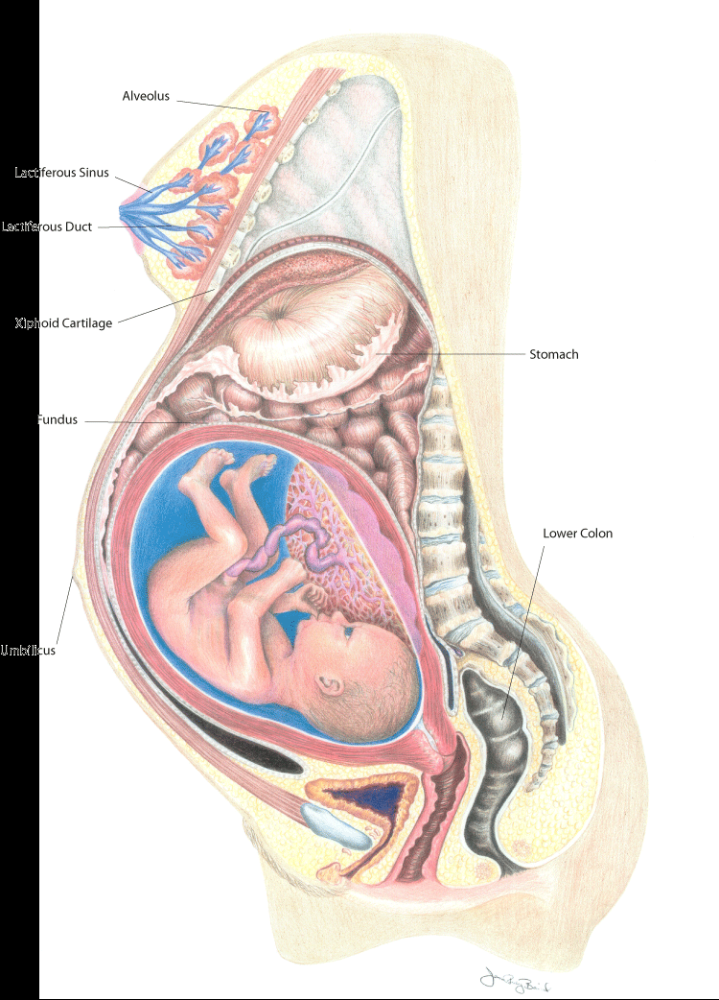 Alveolus
Lactiferous Sinus
Lactiferous Duct
Xiphoid Cartilage
Stomach
Fundus
Lower Colon
Umbilicus